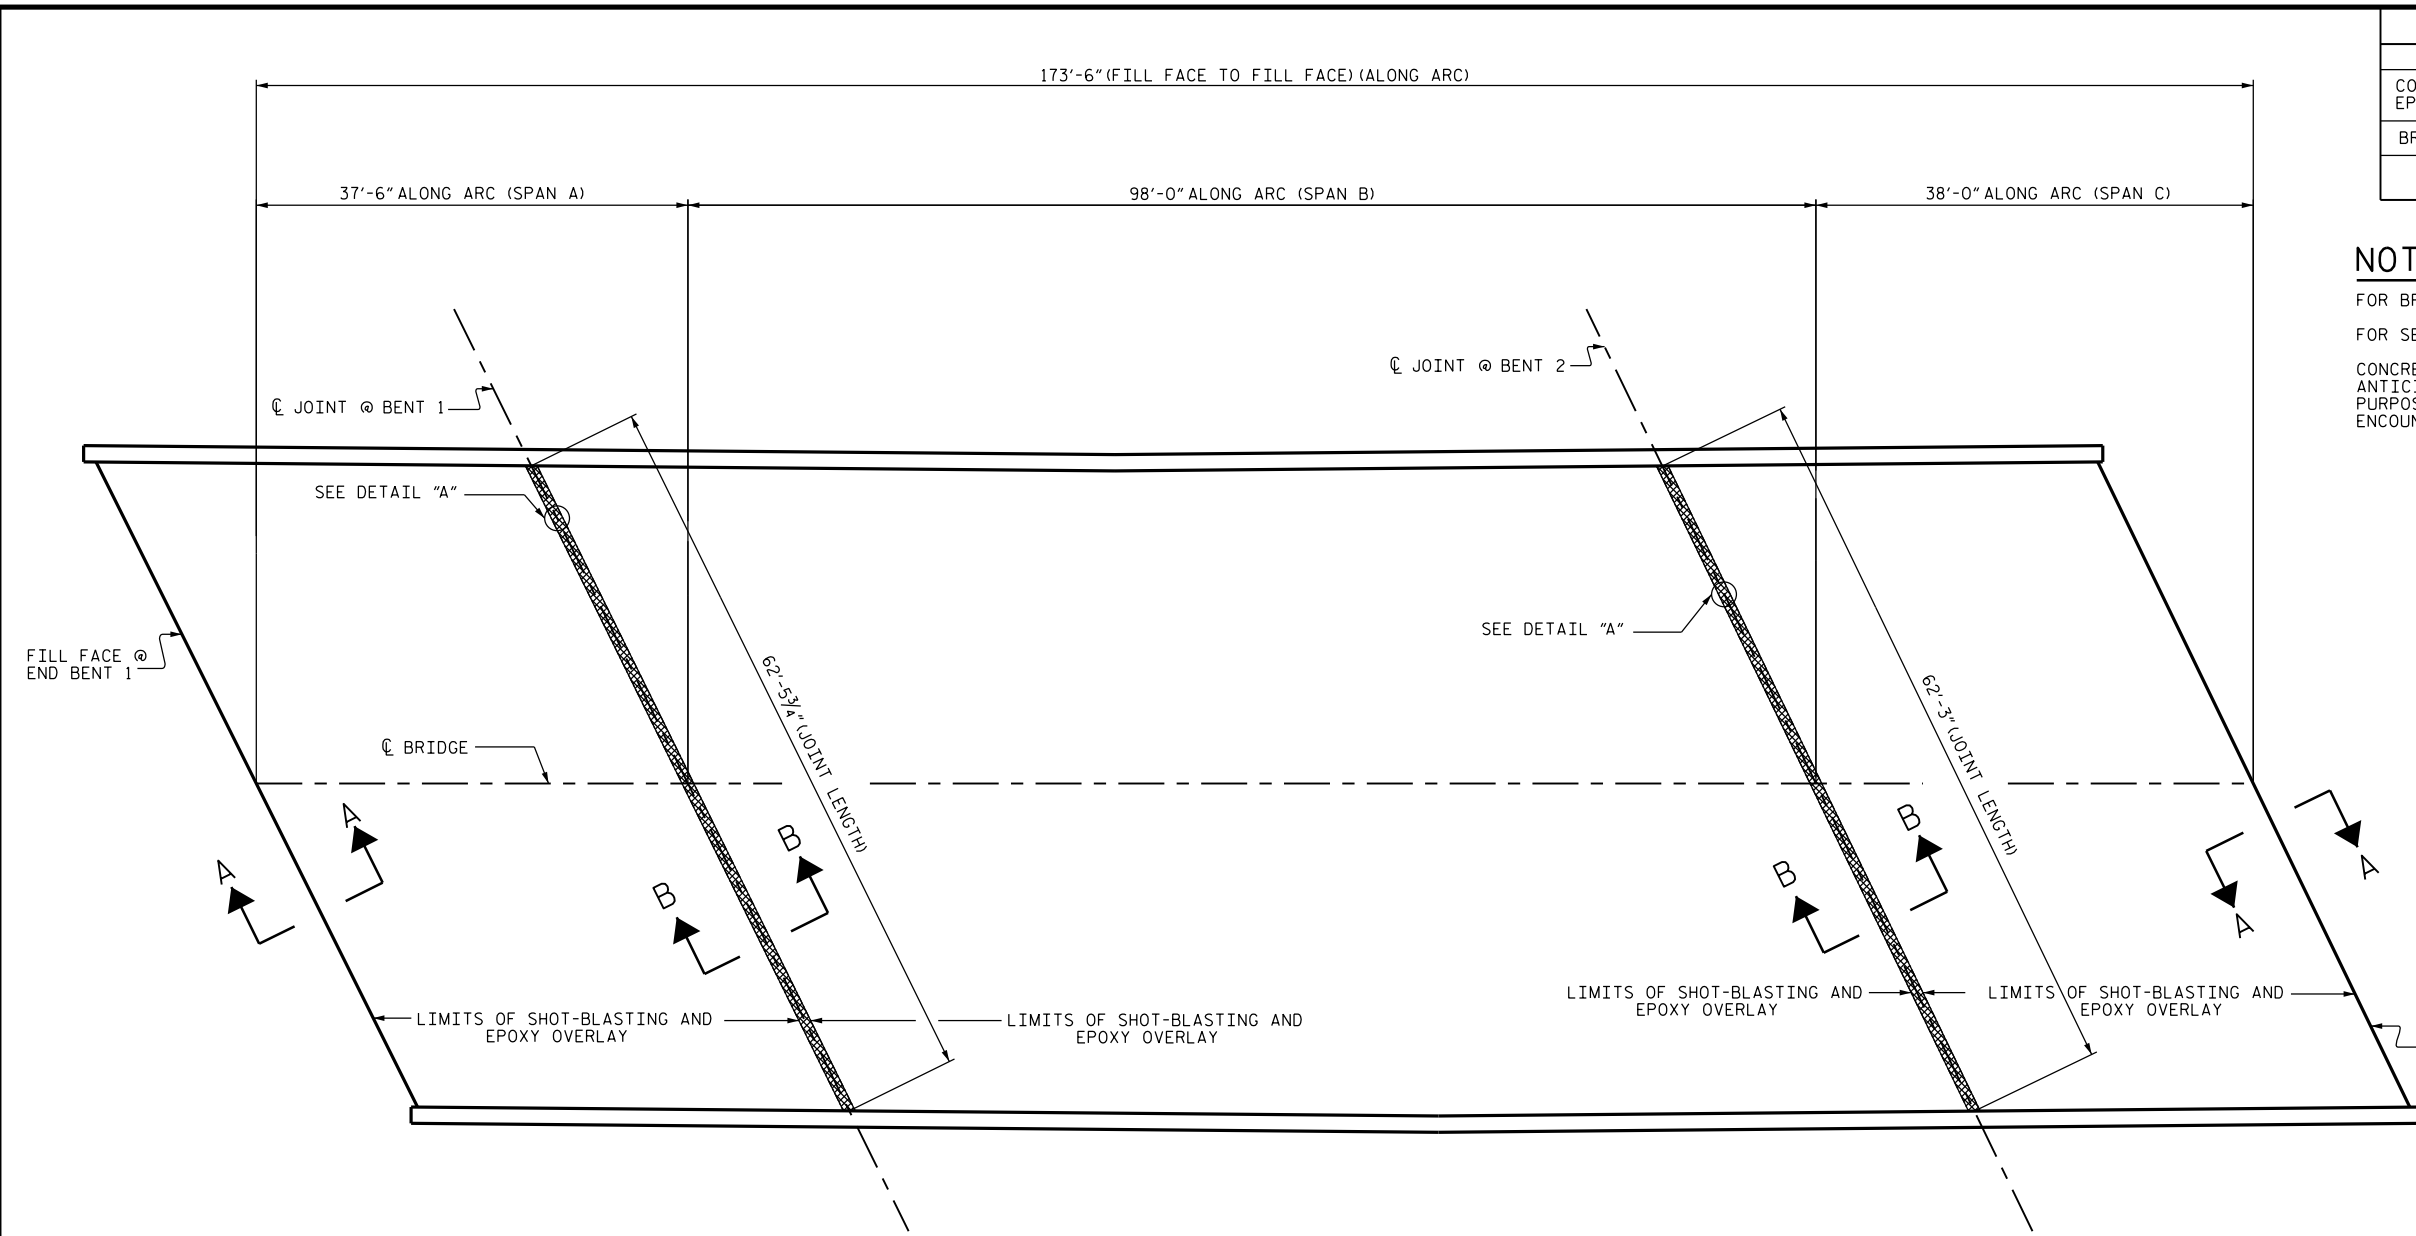 173'-6" (FILL FACE TO FILL FACE) (ALONG ARC)
37'-6" ALONG ARC (SPAN A)
98'-0" ALONG ARC (SPAN B)
38'-0" ALONG ARC (SPAN C)
℄ JOINT @ BENT 1
℄ JOINT @ BENT 2
SEE DETAIL "A"
SEE DETAIL "A"
FILL FACE @
END BENT 1
℄ BRIDGE
62'-5¾" (JOINT LENGTH)
62'-3" (JOINT LENGTH)
A
A
B
B
B
B
A
A
LIMITS OF SHOT-BLASTING AND
EPOXY OVERLAY
LIMITS OF SHOT-BLASTING AND
EPOXY OVERLAY
LIMITS OF SHOT-BLASTING AND
EPOXY OVERLAY
LIMITS OF SHOT-BLASTING AND
EPOXY OVERLAY
FOR
FOR